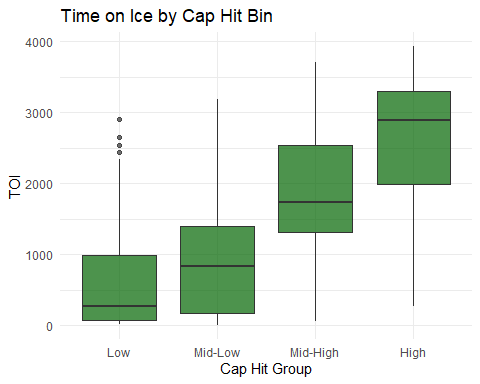 Time on Ice by Cap Hit Bin
4000
3000
2000
1000
0
TOI
Low Mid-Low Mid-High High
Cap Hit Group